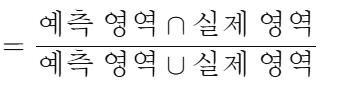 = 예측 영역 ∩ 실제 영역
예측 영역 ∪ 실제 영역